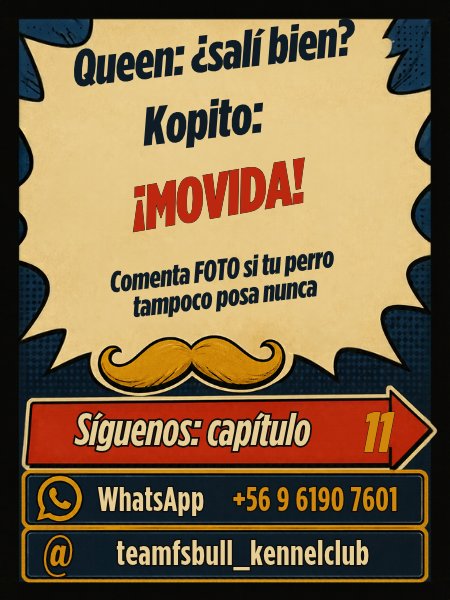 Queen: ¿salí bien?
Kopito:
¡MOVIDA!
Comenta FOTO si tu perro
tampoco posa nunca
Síguenos: capítulo 11
WhatsApp +56 9 6190 7601
@ teamfsbull_kennelclub